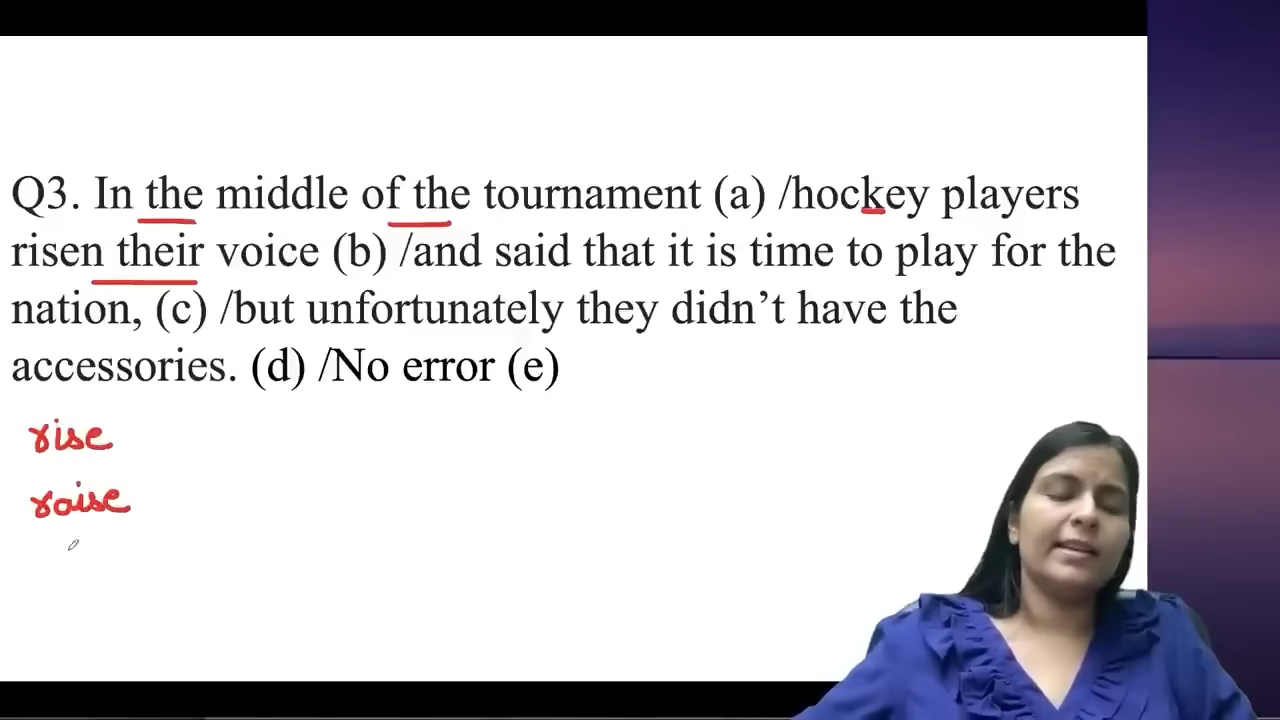 Q3. In the middle of the tournament (a) /hockey players
risen their voice (b) /and said that it is time to play for the
nation, (c) /but unfortunately they didn’t have the
accessories. (d) /No error (e)
rise
raise